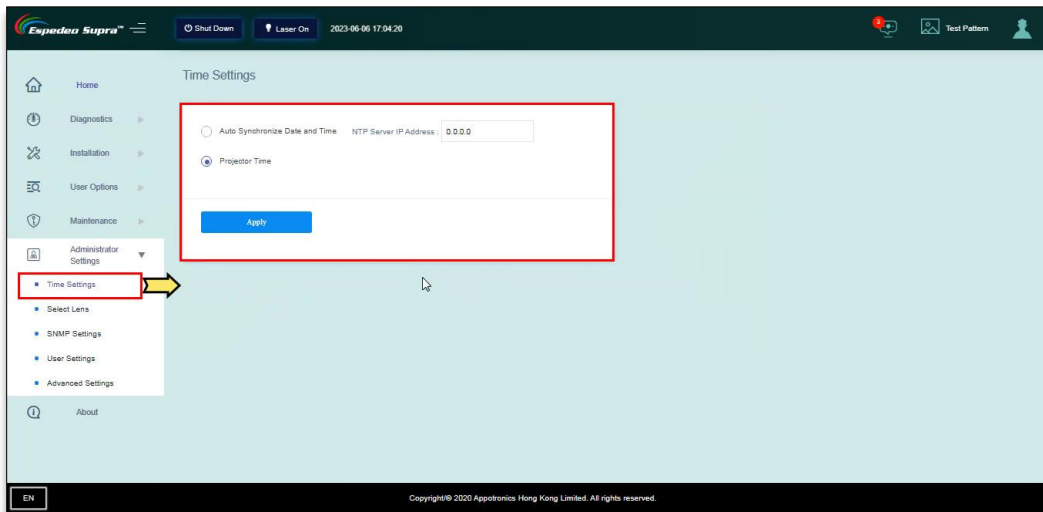 Espedeo Supra™
Shut Down
Laser On
2023-06-06 17:04:20
3
Test Pattern
Home
Diagnostics
Installation
User Options
Maintenance
Administrator
Settings
Time Settings
Select Lens
SNMP Settings
User Settings
Advanced Settings
About
Time Settings
Auto Synchronize Date and Time NTP Server IP Address : 0.0.0.0
Projector Time
Apply
EN
Copyright/© 2020 Appotronics Hong Kong Limited. All rights reserved.